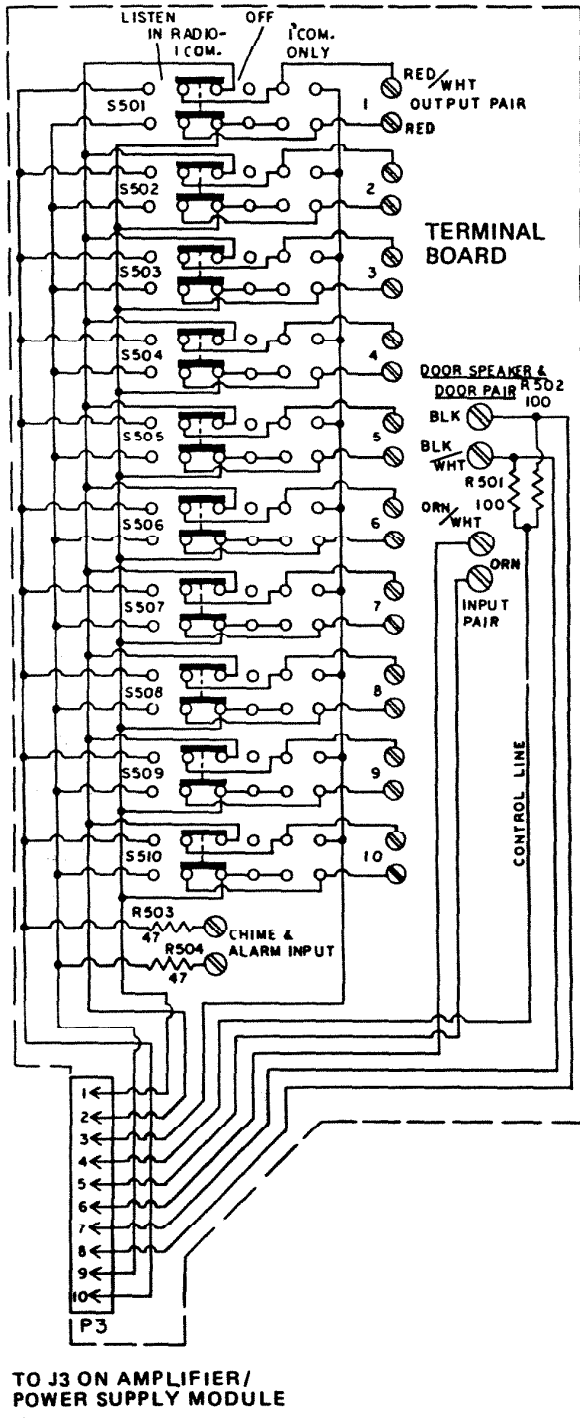 LISTEN OFF I'COM.
IN RADIO- ONLY
I COM.
RED/WHT
S501 1 OUTPUT PAIR
RED
S502 2
TERMINAL
BOARD
S503 3
S504 4
DOOR SPEAKER &
DOOR PAIR R502
100
BLK
S505 5
BLK/WHT
R501
100
ORN/WHT
S506 6
ORN
INPUT
PAIR
S507 7
S508 8
S509 9
CONTROL LINE
S510 10
R503
47
CHIME &
ALARM INPUT
R504
47
1
2
3
4
5
6
7
8
9
10
P3
TO J3 ON AMPLIFIER/
POWER SUPPLY MODULE